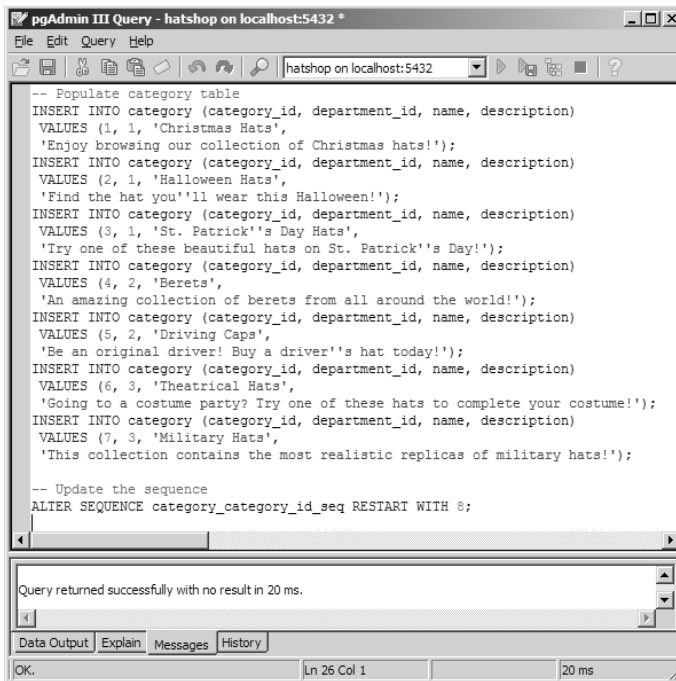 pgAdmin III Query - hatshop on localhost:5432 *
File Edit Query Help
hatshop on localhost:5432
-- Populate category table
INSERT INTO category (category_id, department_id, name, description)
VALUES (1, 1, 'Christmas Hats',
'Enjoy browsing our collection of Christmas hats!');
INSERT INTO category (category_id, department_id, name, description)
VALUES (2, 1, 'Halloween Hats',
'Find the hat you''ll wear this Halloween!');
INSERT INTO category (category_id, department_id, name, description)
VALUES (3, 1, 'St. Patrick''s Day Hats',
'Try one of these beautiful hats on St. Patrick''s Day!');
INSERT INTO category (category_id, department_id, name, description)
VALUES (4, 2, 'Berets',
'An amazing collection of berets from all around the world!');
INSERT INTO category (category_id, department_id, name, description)
VALUES (5, 2, 'Driving Caps',
'Be an original driver! Buy a driver''s hat today!');
INSERT INTO category (category_id, department_id, name, description)
VALUES (6, 3, 'Theatrical Hats',
'Going to a costume party? Try one of these hats to complete your costume!');
INSERT INTO category (category_id, department_id, name, description)
VALUES (7, 3, 'Military Hats',
'This collection contains the most realistic replicas of military hats!');
-- Update the sequence
ALTER SEQUENCE category_category_id_seq RESTART WITH 8;
Query returned successfully with no result in 20 ms.
Data Output Explain Messages History
OK. Ln 26 Col 1 20 ms